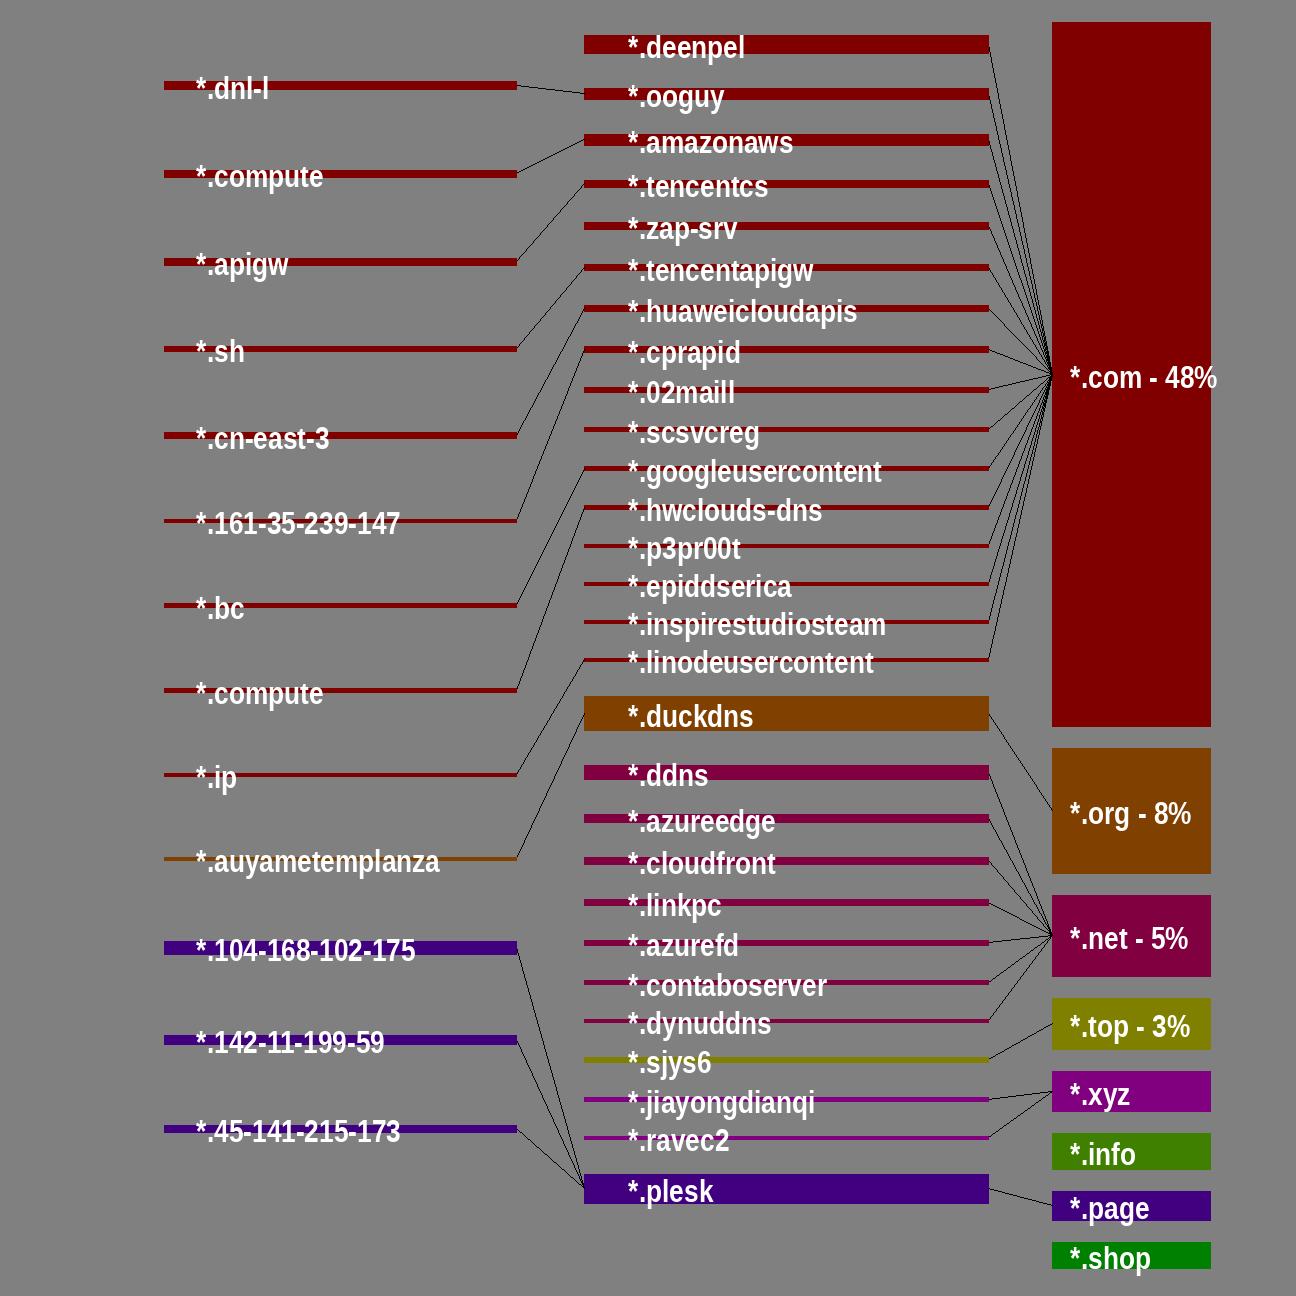 *.dnl-l
*.compute
*.apigw
*.sh
*.cn-east-3
*.161-35-239-147
*.bc
*.compute
*.ip
*.auyametemplanza
*.104-168-102-175
*.142-11-199-59
*.45-141-215-173
*.deenpel
*.ooguy
*.amazonaws
*.tencentcs
*.zap-srv
*.tencentapigw
*.huaweicloudapis
*.cprapid
*.02maill
*.scsvcreg
*.googleusercontent
*.hwclouds-dns
*.p3pr00t
*.epiddserica
*.inspirestudiosteam
*.linodeusercontent
*.duckdns
*.ddns
*.azureedge
*.cloudfront
*.linkpc
*.azurefd
*.contaboserver
*.dynuddns
*.sjys6
*.jiayongdianqi
*.ravec2
*.plesk
*.com - 48%
*.org - 8%
*.net - 5%
*.top - 3%
*.xyz
*.info
*.page
*.shop